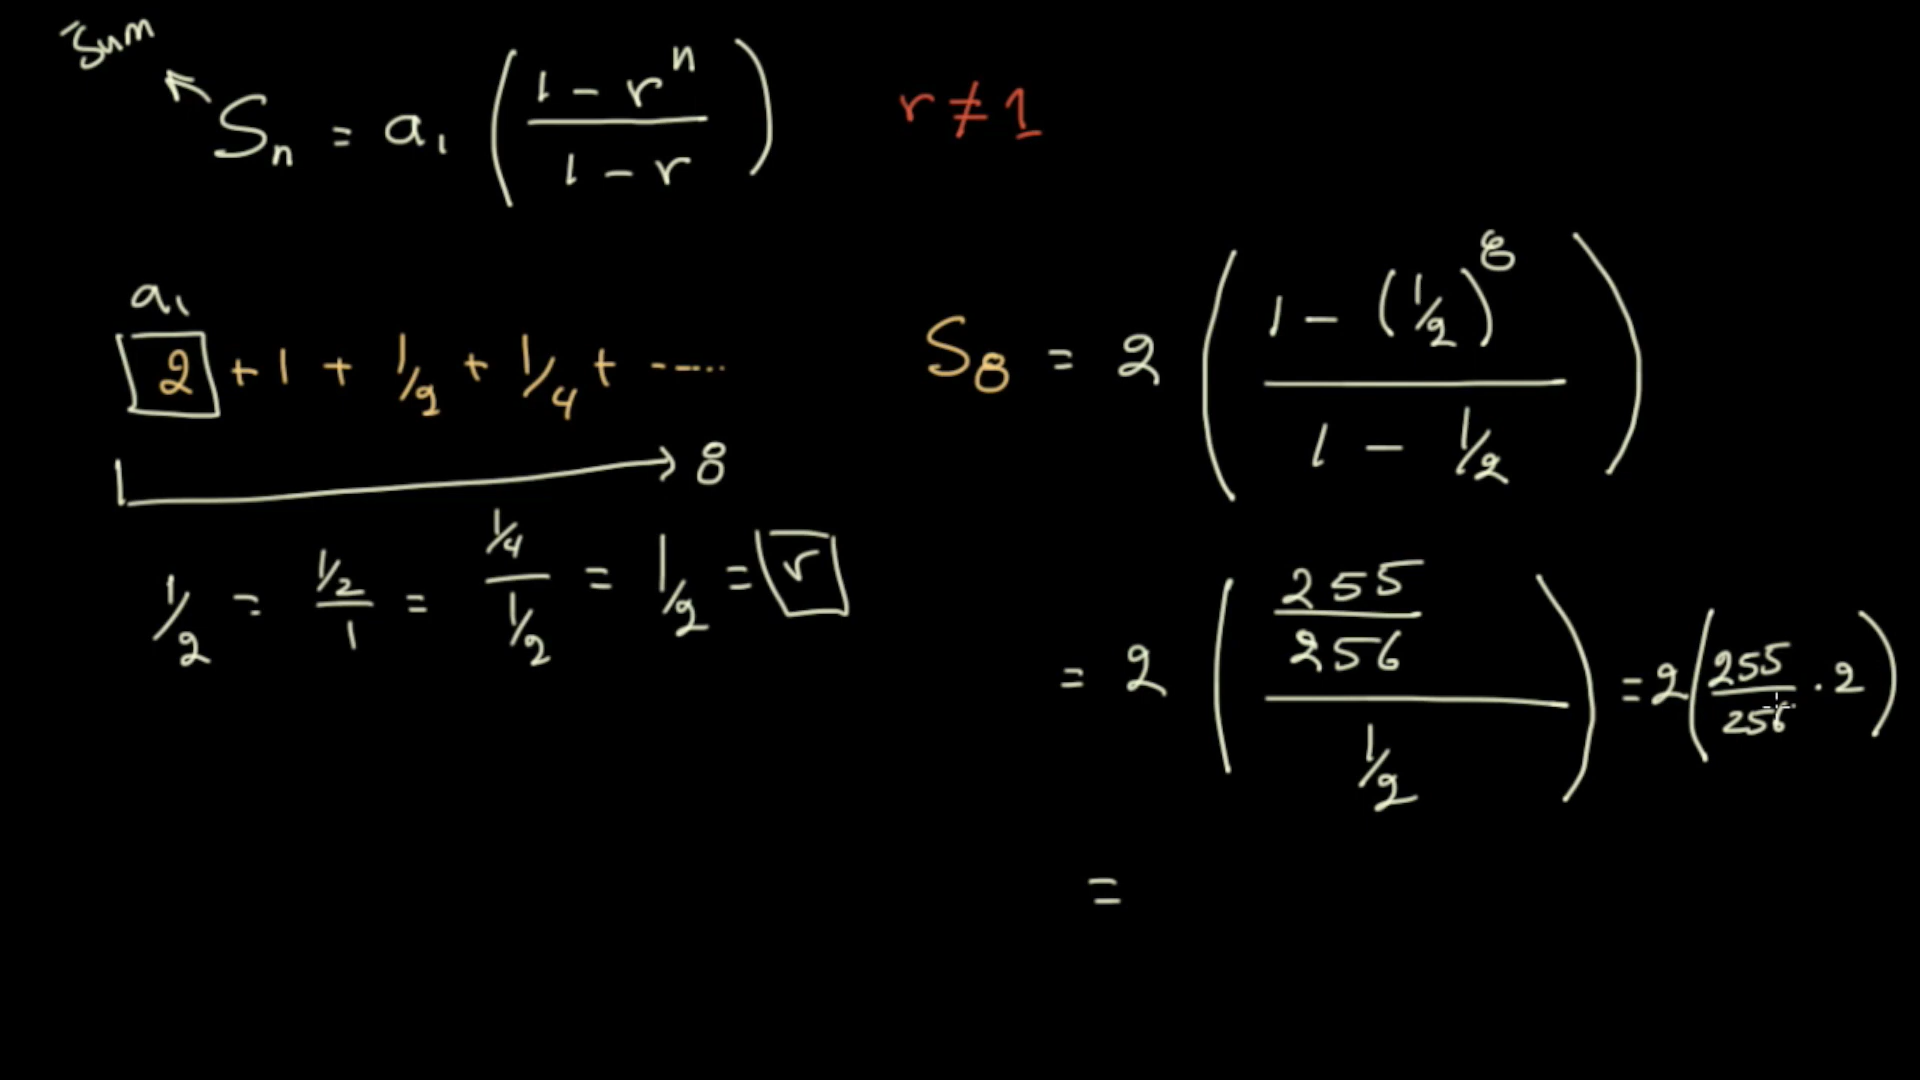 Sum
Sₙ = a₁ ( (1 - rⁿ) / (1 - r) )   r ≠ 1
a₁
2 + 1 + 1/2 + 1/4 + -----
8
1/2 = (1/2)/1 = (1/4)/(1/2) = 1/2 = r
S₈ = 2 ( (1 - (1/2)⁸) / (1 - 1/2) )
= 2 ( (255/256) / (1/2) ) = 2 ( 255/256 · 2 )
=